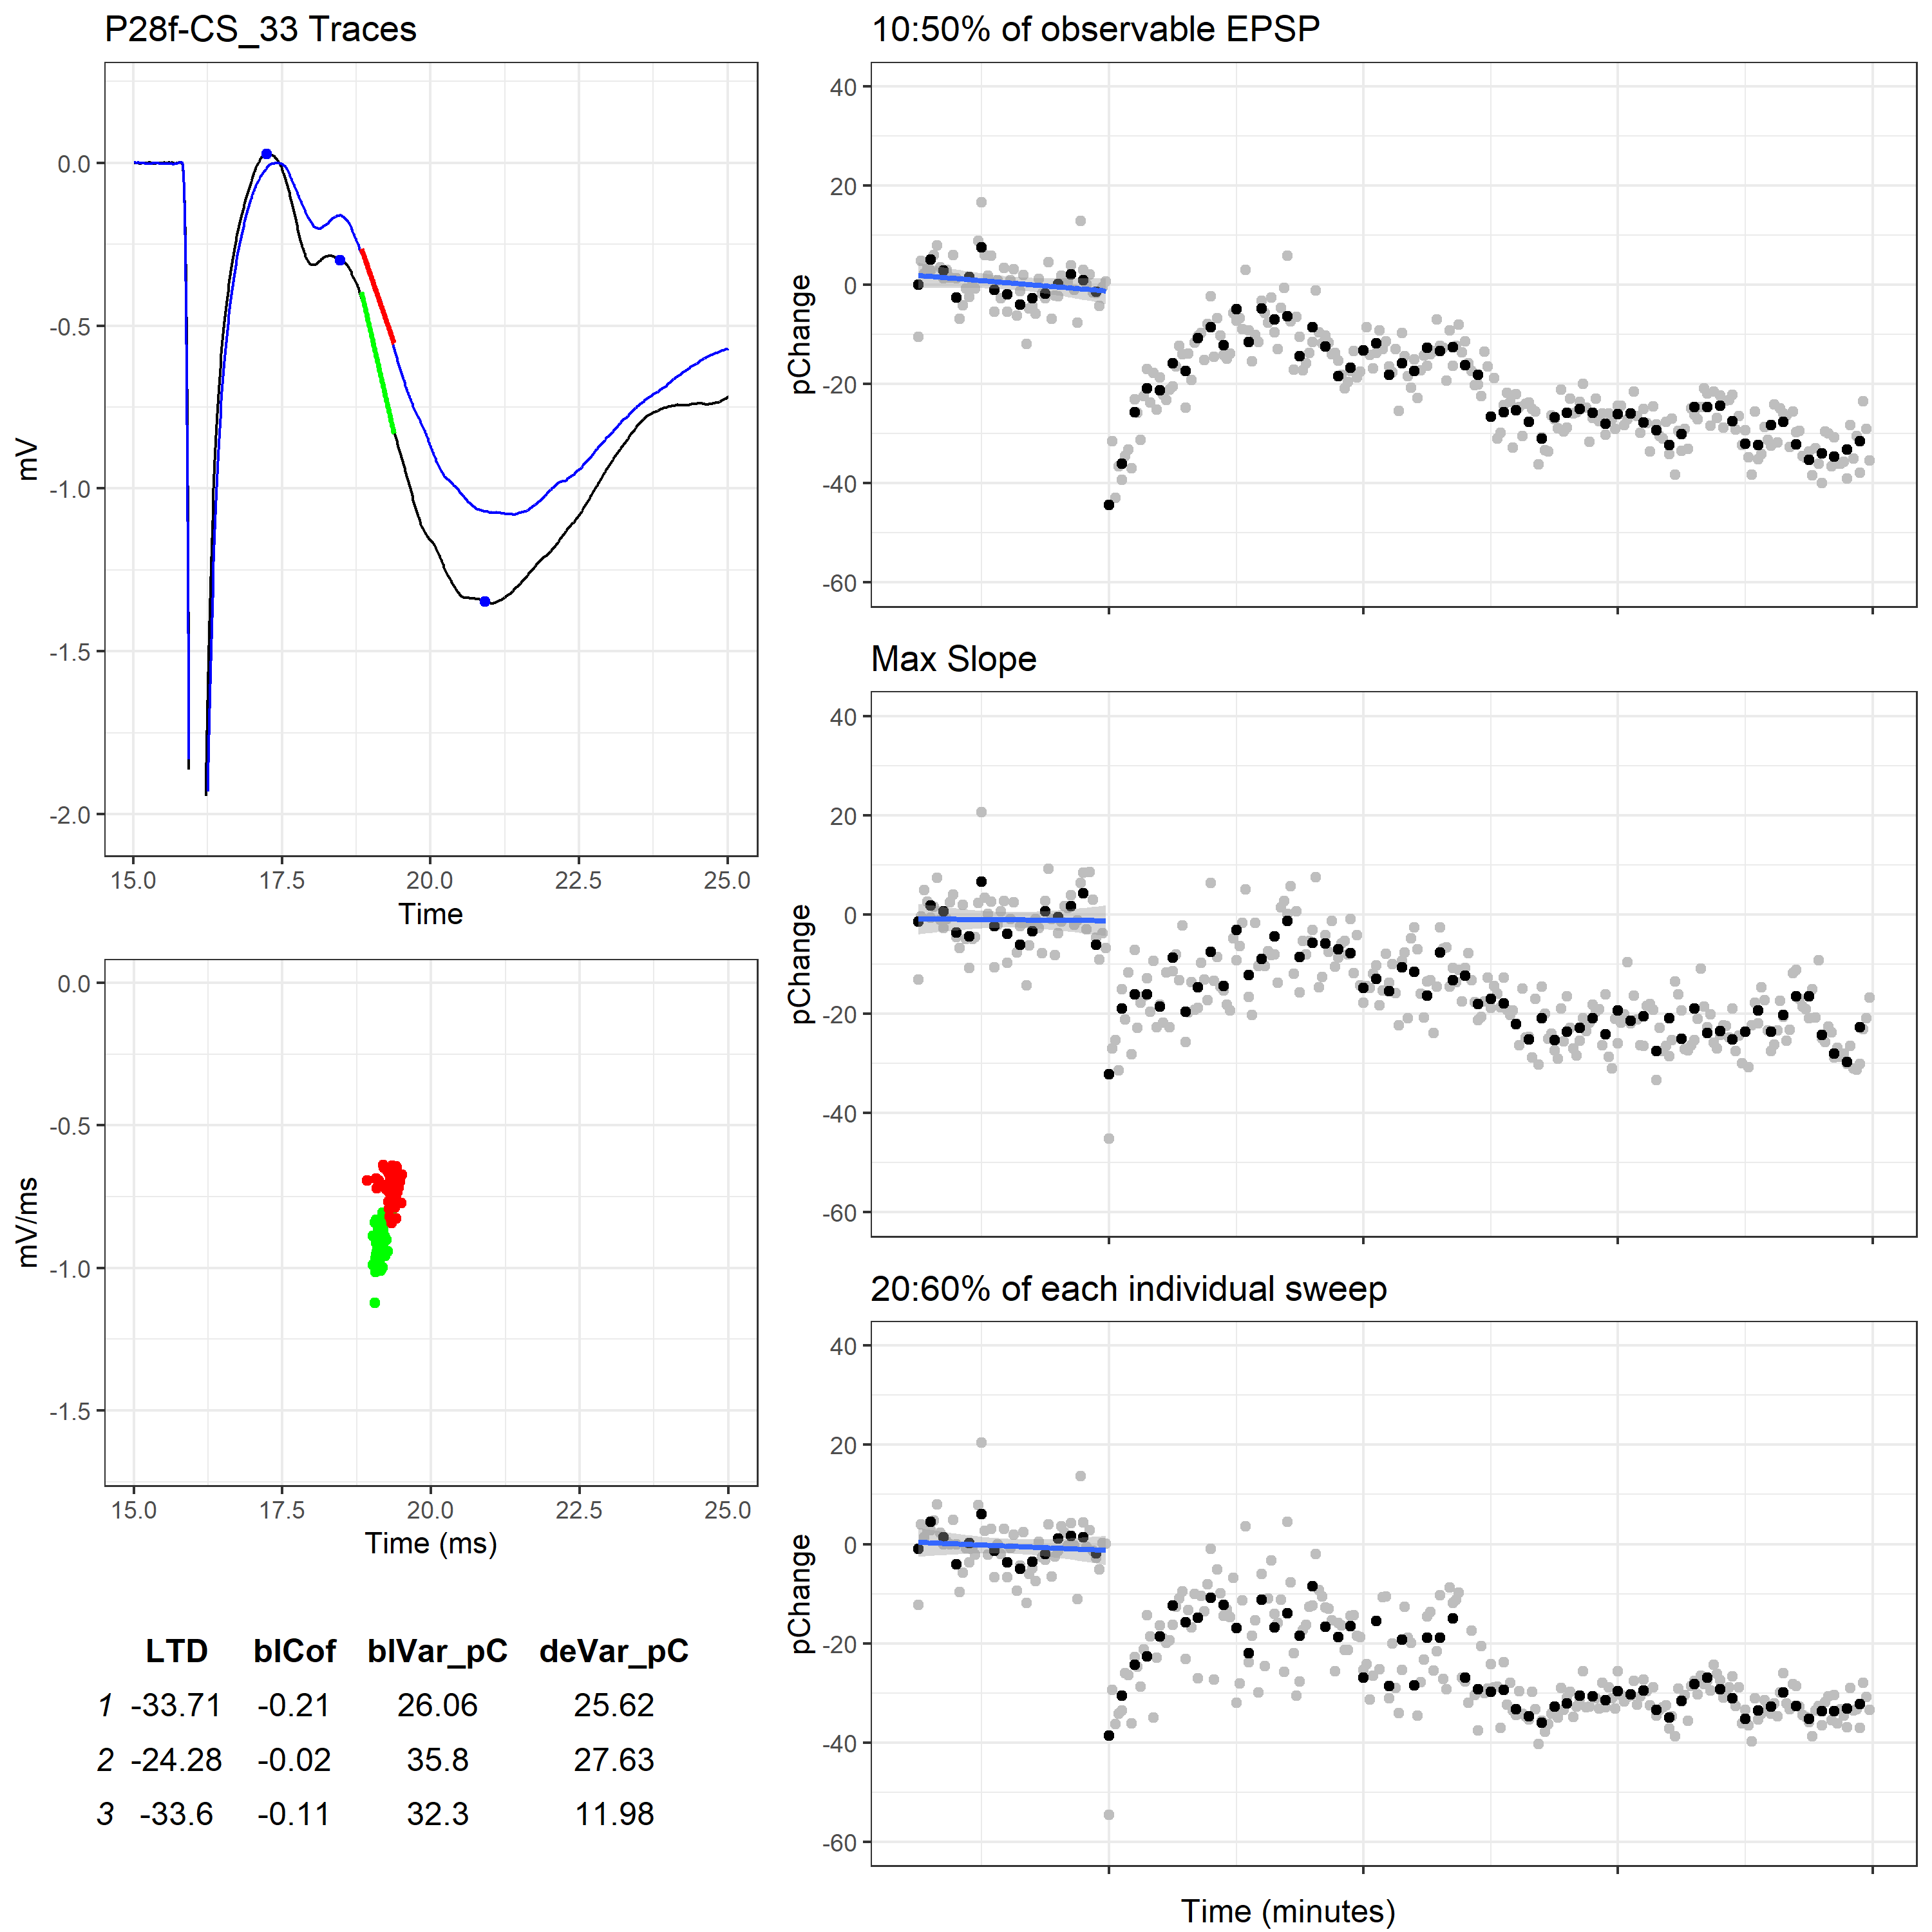 P28f-CS_33 Traces
0.0
-0.5
-1.0
-1.5
-2.0
mV
15.0 17.5 20.0 22.5 25.0
Time
0.0
-0.5
-1.0
-1.5
mV/ms
15.0 17.5 20.0 22.5 25.0
Time (ms)
LTD blCof blVar_pC deVar_pC
1 -33.71 -0.21 26.06 25.62
2 -24.28 -0.02 35.8 27.63
3 -33.6 -0.11 32.3 11.98
10:50% of observable EPSP
40
20
0
-20
-40
-60
pChange
Max Slope
40
20
0
-20
-40
-60
pChange
20:60% of each individual sweep
40
20
0
-20
-40
-60
pChange
Time (minutes)